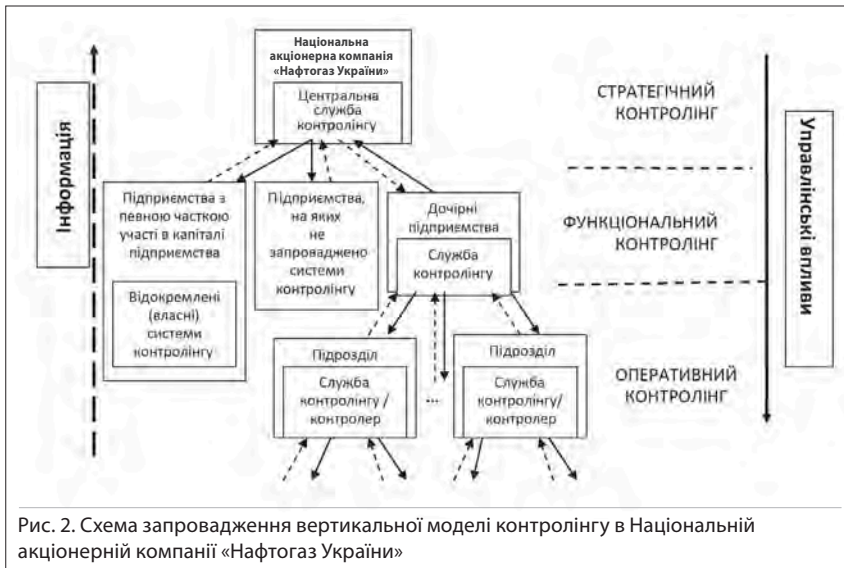 Національна
акціонерна компанія
«Нафтогаз України»
Центральна
служба
контролінгу
СТРАТЕГІЧНИЙ
КОНТРОЛІНГ
Інформація
Управлінські впливи
Підприємства з
певною часткою
участі в капіталі
підприємства
Відокремлені
(власні)
системи
контролінгу
Підприємства,
на яких
не
запроваджено
системи
контролінгу
Дочірні
підприємства
Служба
контролінгу
ФУНКЦІОНАЛЬНИЙ
КОНТРОЛІНГ
Підрозділ
Служба
контролінгу /
контролер
...
Підрозділ
Служба
контролінгу/
контролер
ОПЕРАТИВНИЙ
КОНТРОЛІНГ
Рис. 2. Схема запровадження вертикальної моделі контролінгу в Національній
акціонерній компанії «Нафтогаз України»